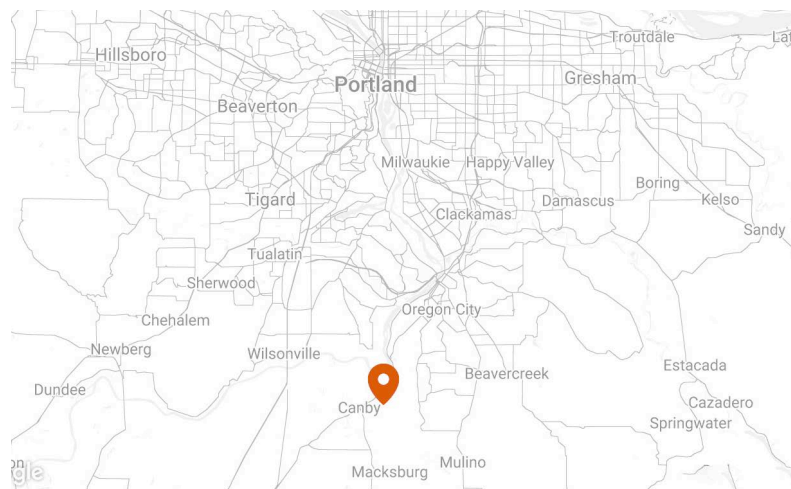 Troutdale
Hillsboro
Gresham
Portland
Beaverton
Milwaukie
Happy Valley
Boring
Tigard
Kelso
Damascus
Clackamas
Sandy
Tualatin
Sherwood
Oregon City
Chehalem
Newberg
Wilsonville
Estacada
Beavercreek
Dundee
Cazadero
Canby
Springwater
Mulino
Macksburg
gle